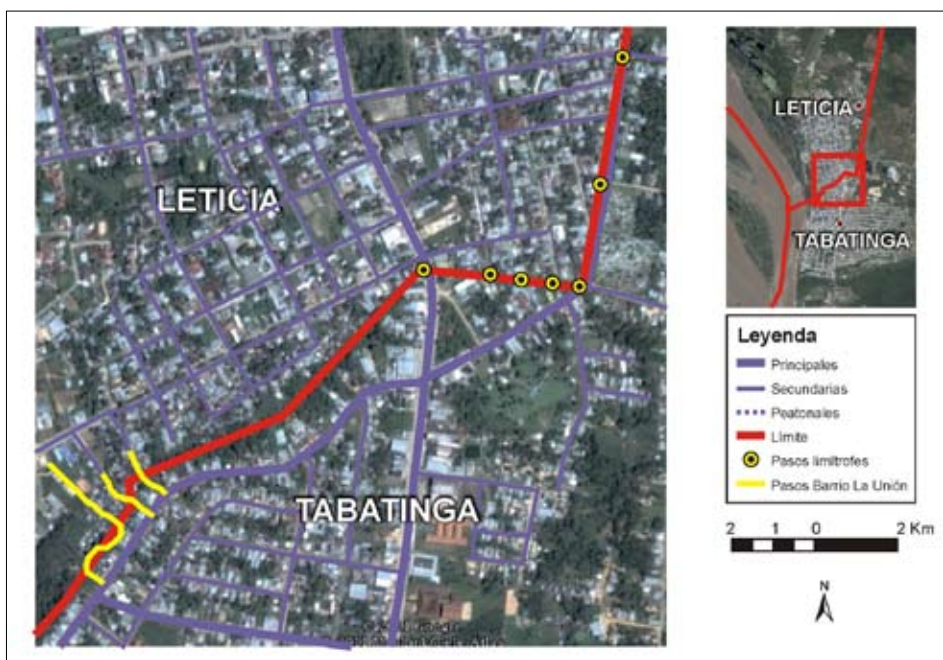 LETICIA
TABATINGA
LETICIA
TABATINGA
Leyenda
Principales
Secundarias
Peatonales
Límite
Pasos limítrofes
Pasos Barrio La Unión
2 1 0 2 Km
N